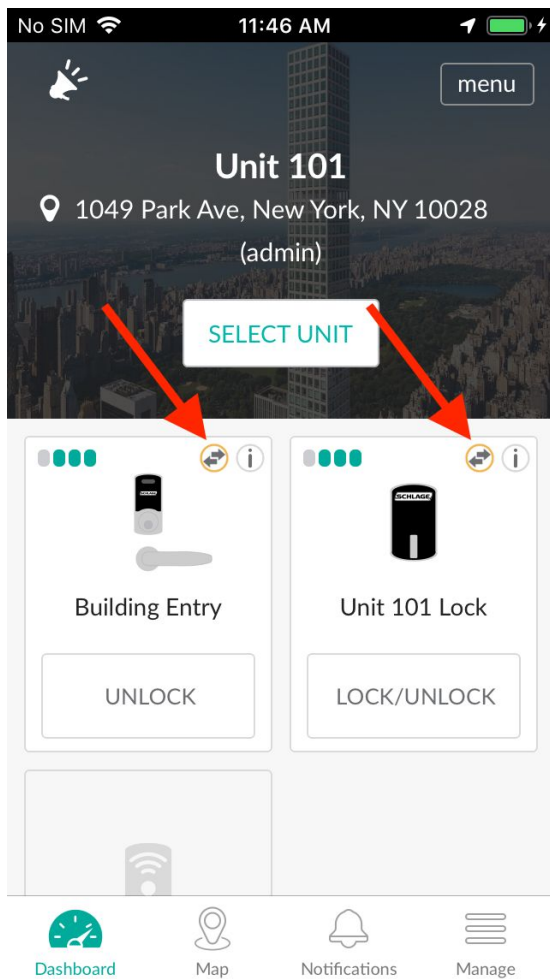 No SIM 11:46 AM
menu
Unit 101
1049 Park Ave, New York, NY 10028
(admin)
SELECT UNIT
i
i
SCHLAGE
SCHLAGE
Building Entry
Unit 101 Lock
UNLOCK
LOCK/UNLOCK
Dashboard
Map
Notifications
Manage